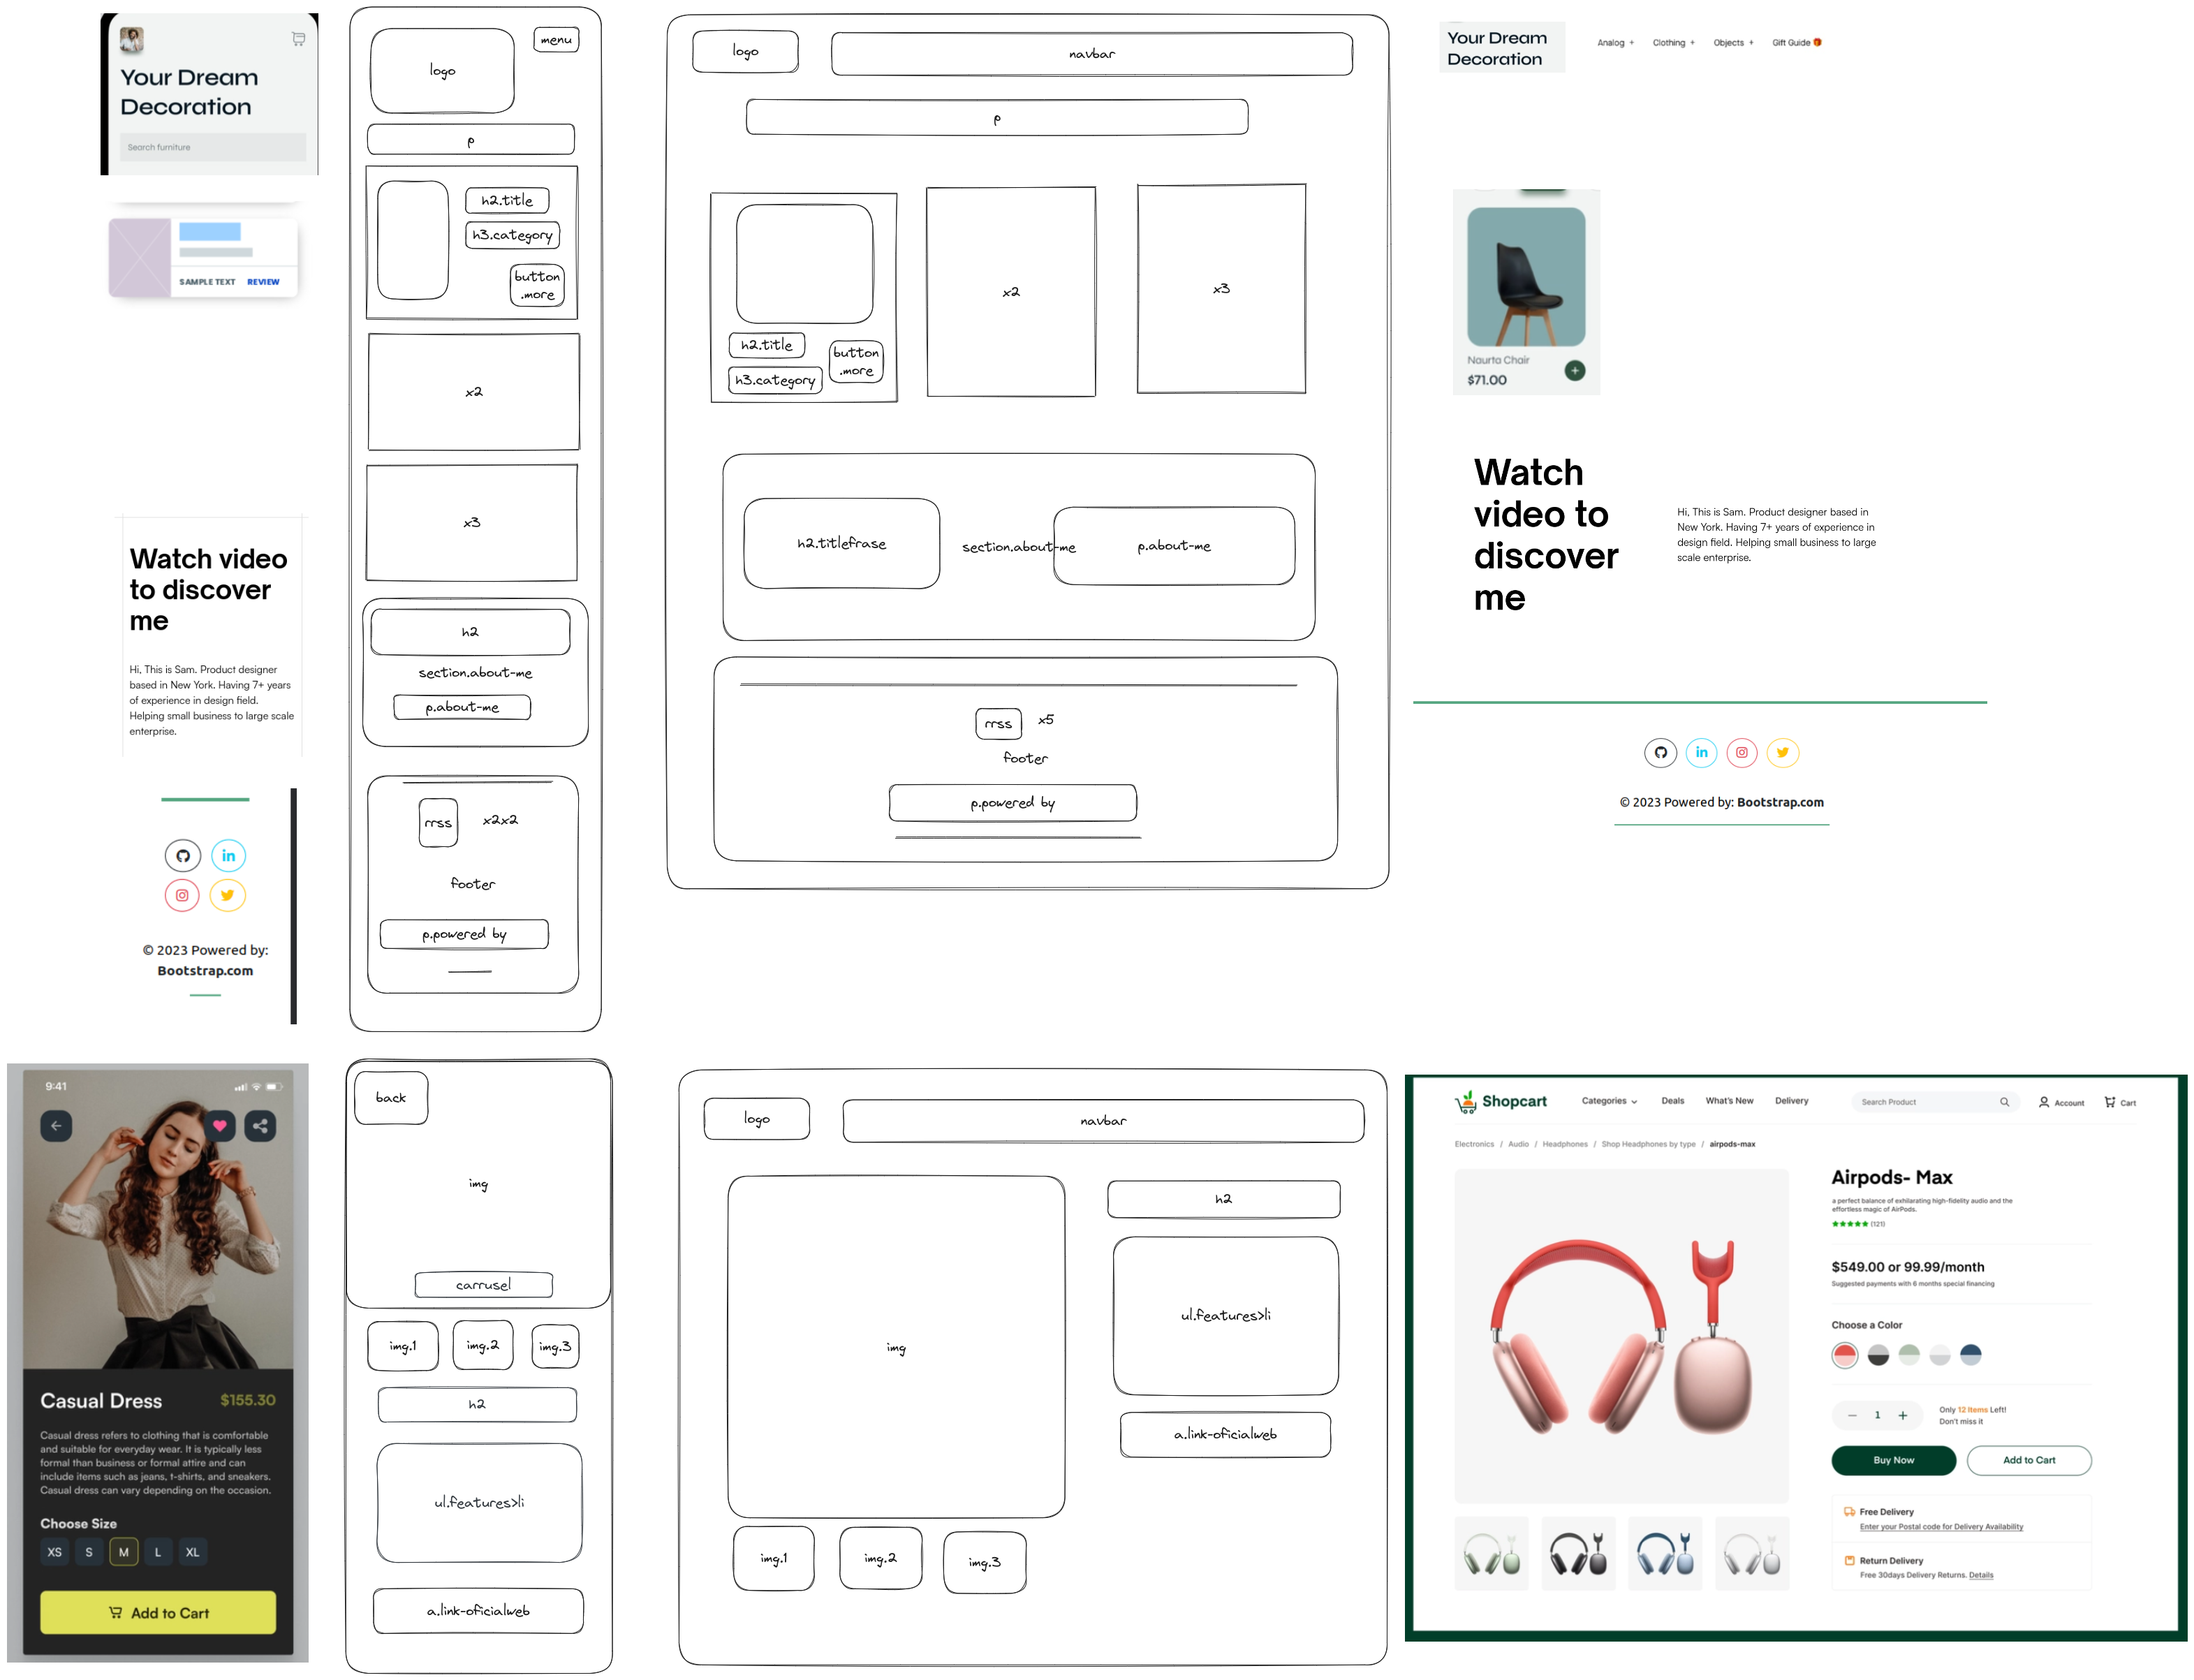 Your Dream
Decoration
Search furniture
SAMPLE TEXT REVIEW
Watch video
to discover
me
Hi, This is Sam. Product designer
based in New York. Having 7+ years
of experience in design field.
Helping small business to large scale
enterprise.
in
© 2023 Powered by:
Bootstrap.com
logo
menu
p
h2.title
h3.category
button
.more
x2
x3
h2
section.about-me
p.about-me
rrss
x2x2
footer
p.powered by
logo
navbar
p
h2.title
h3.category
button
.more
x2
x3
h2.titlefrase
section.about-me
p.about-me
rrss
x5
footer
p.powered by
Your Dream
Decoration
Analog +
Clothing +
Objects +
Gift Guide
Naurta Chair
$71.00
+
Watch
video to
discover
me
Hi, This is Sam. Product designer based in
New York. Having 7+ years of experience in
design field. Helping small business to large
scale enterprise.
in
© 2023 Powered by: Bootstrap.com
9:41
Casual Dress
$155.30
Casual dress refers to clothing that is comfortable
and suitable for everyday wear. It is typically less
formal than business or formal attire and can
include items such as jeans, t-shirts, and sneakers.
Casual dress can vary depending on the occasion.
Choose Size
XS S M L XL
Add to Cart
back
img
carrusel
img.1
img.2
img.3
h2
ul.features>li
a.link-oficialweb
logo
navbar
img
h2
ul.features>li
a.link-oficialweb
img.1
img.2
img.3
Shopcart
Categories
Deals
What's New
Delivery
Search Product
Account
Cart
Electronics / Audio / Headphones / Shop Headphones by type / airpods-max
Airpods- Max
a perfect balance of exhilarating high-fidelity audio and the
effortless magic of AirPods.
(121)
$549.00 or 99.99/month
Suggested payments with 6 months special financing
Choose a Color
− 1 +
Only 12 Items Left!
Don't miss it
Buy Now
Add to Cart
Free Delivery
Enter your Postal code for Delivery Availability
Return Delivery
Free 30days Delivery Returns. Details